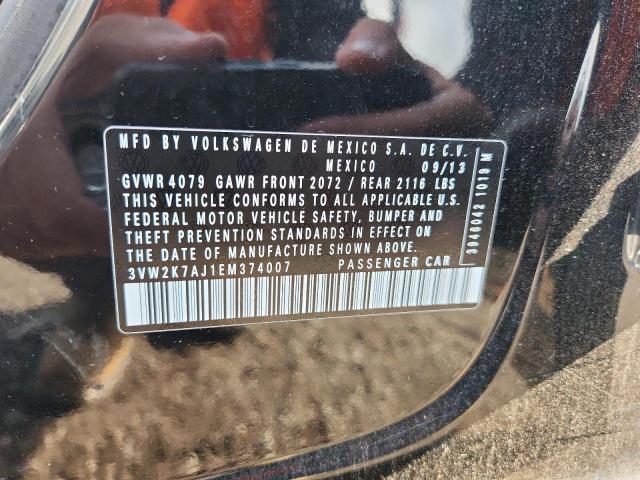 MFD BY VOLKSWAGEN DE MEXICO S.A. DE C.V.
MEXICO 09/13
GVWR 4079 GAWR FRONT 2072 / REAR 2116 LBS
THIS VEHICLE CONFORMS TO ALL APPLICABLE U.S.
FEDERAL MOTOR VEHICLE SAFETY, BUMPER AND
THEFT PREVENTION STANDARDS IN EFFECT ON
THE DATE OF MANUFACTURE SHOWN ABOVE.
3VW2K7AJ1EM374007 PASSENGER CAR
3946042 1019 M